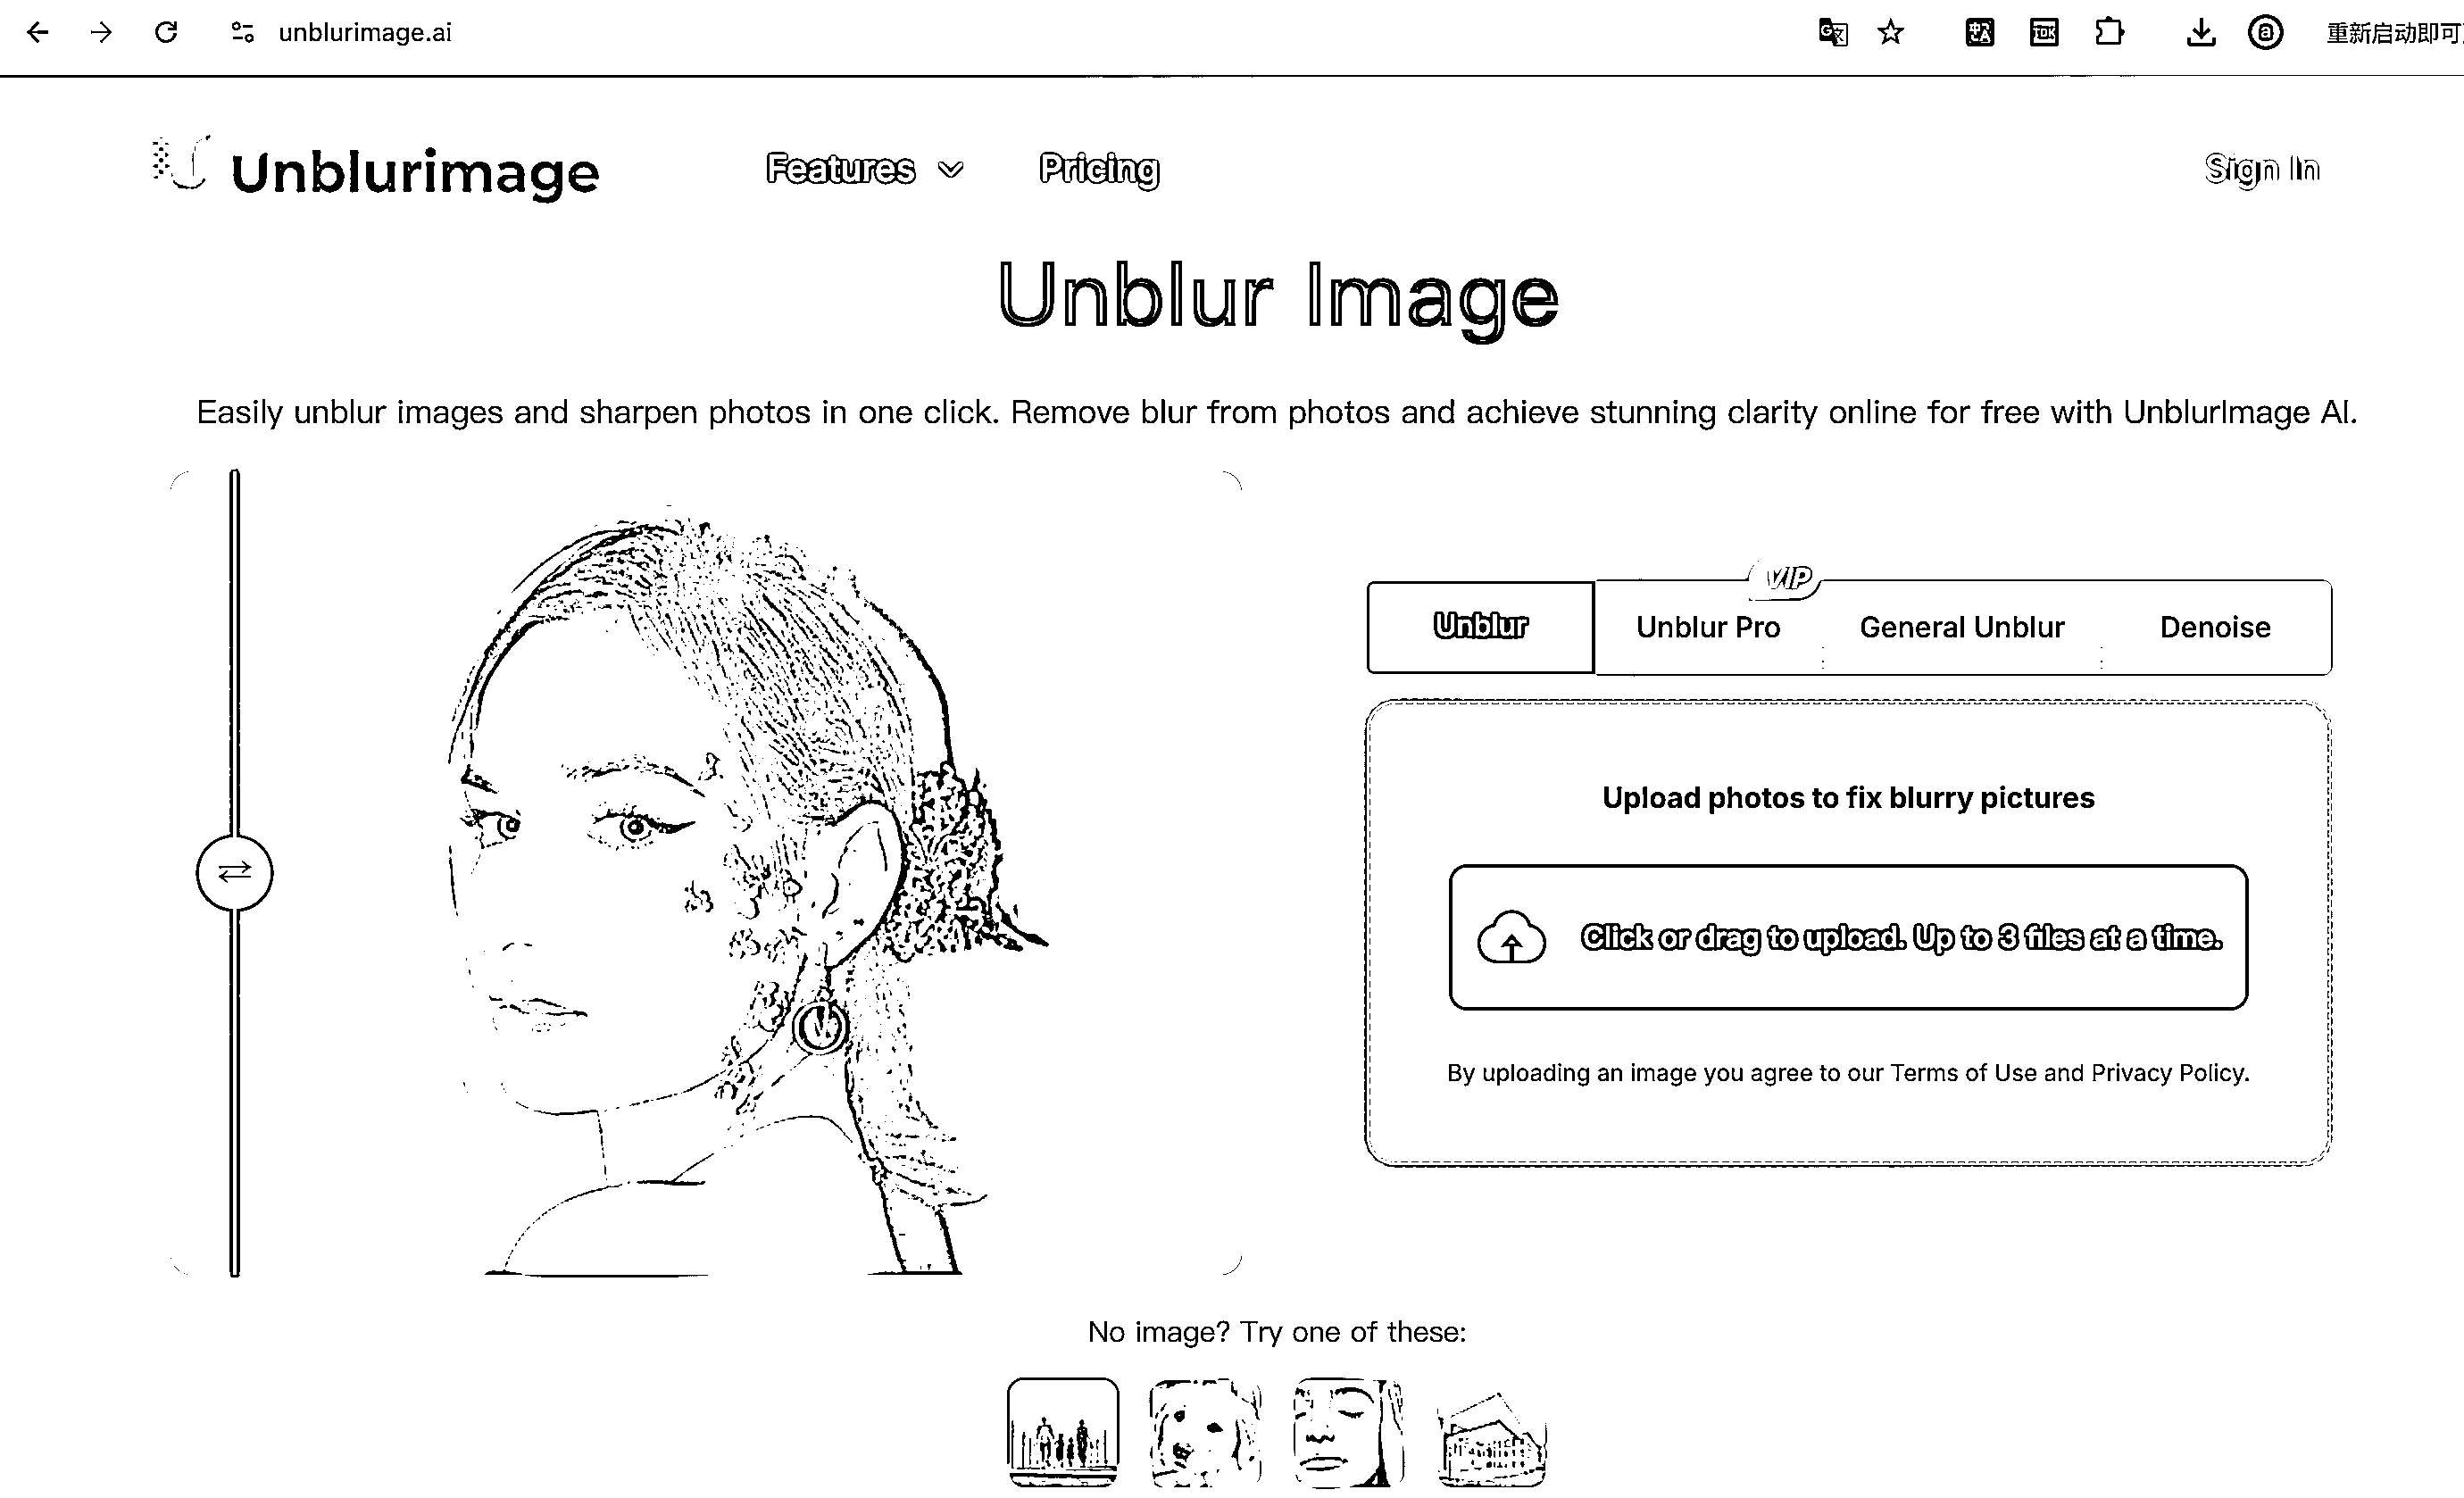 unblurimage.ai
重新启动即可
Unblurimage
Features
Pricing
Sign In
Unblur Image
Easily unblur images and sharpen photos in one click. Remove blur from photos and achieve stunning clarity online for free with UnblurImage AI.
VIP
Unblur
Unblur Pro
General Unblur
Denoise
Upload photos to fix blurry pictures
Click or drag to upload. Up to 3 files at a time.
By uploading an image you agree to our Terms of Use and Privacy Policy.
No image? Try one of these: